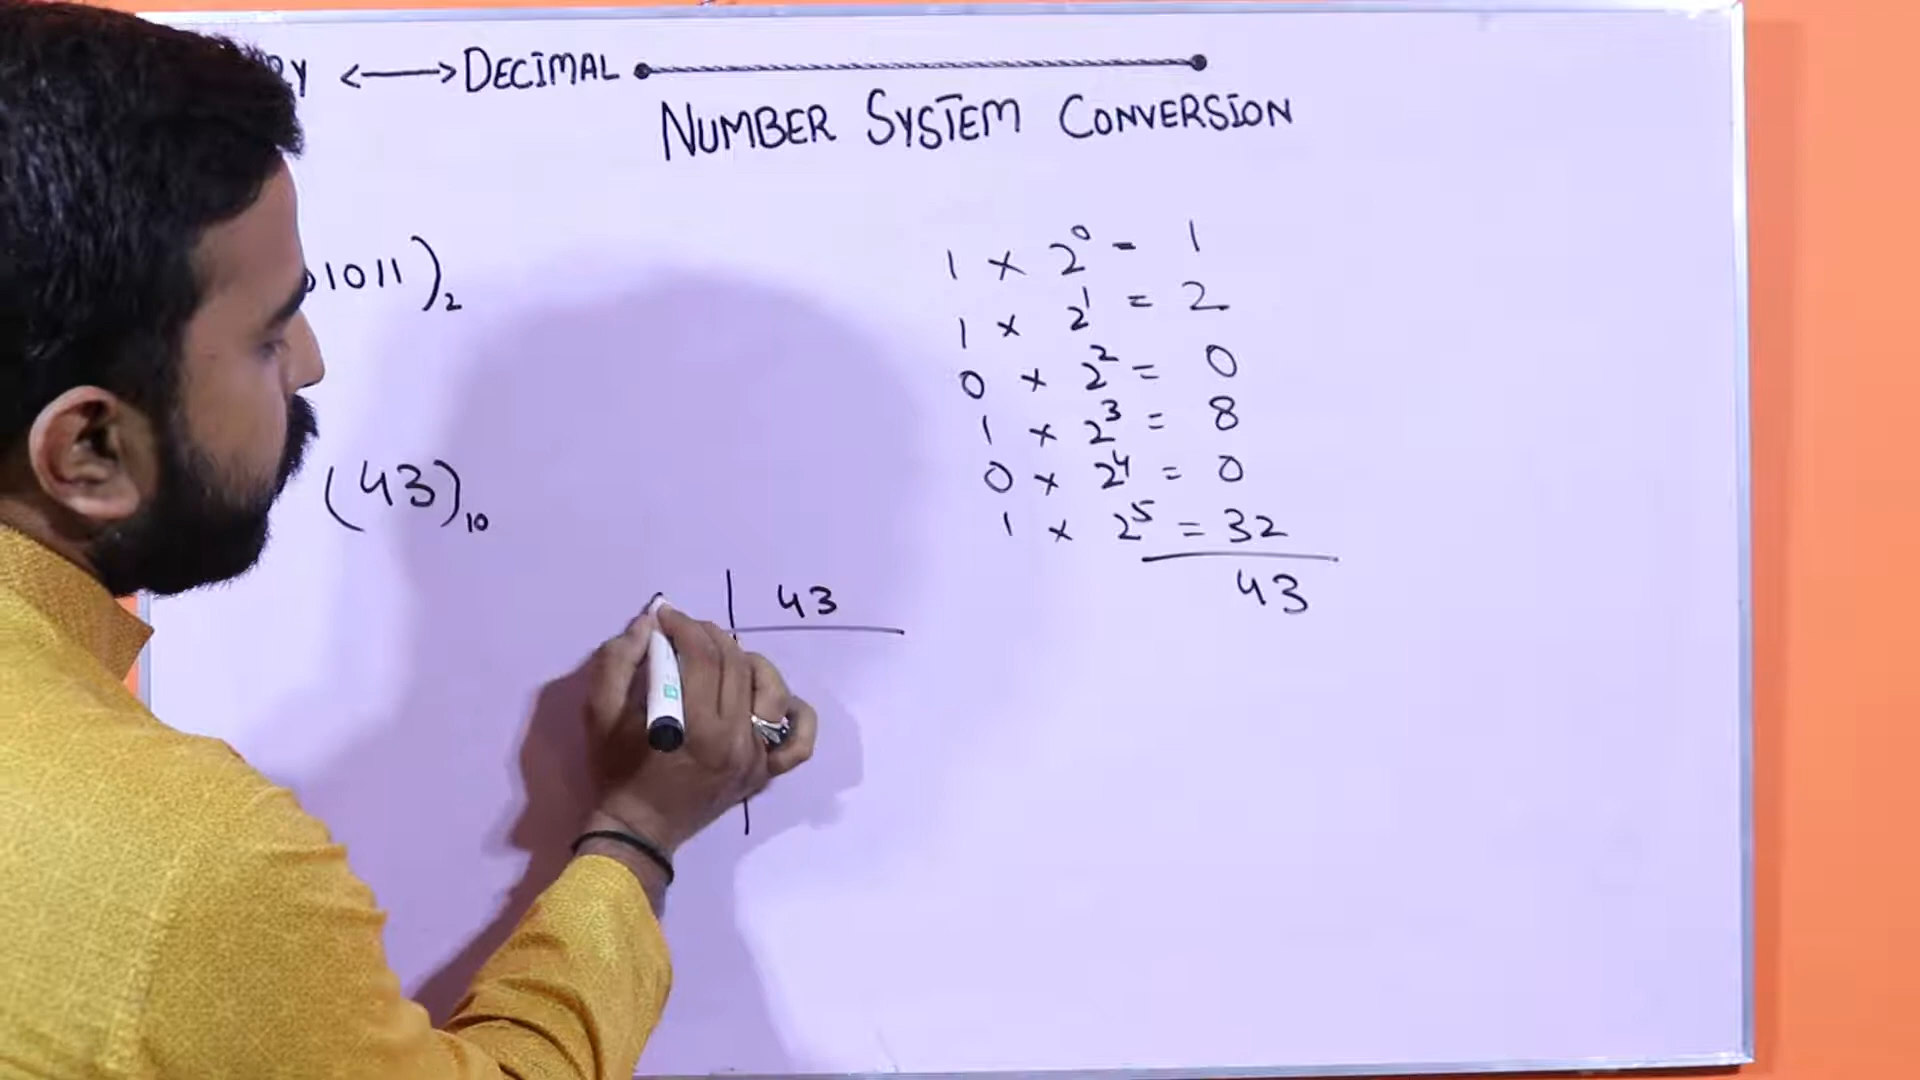 RY <—> DECIMAL
NUMBER SYSTEM CONVERSION
1011)₂
(43)₁₀
43
1 × 2⁰ = 1
1 × 2¹ = 2
0 × 2² = 0
1 × 2³ = 8
0 × 2⁴ = 0
1 × 2⁵ = 32
43